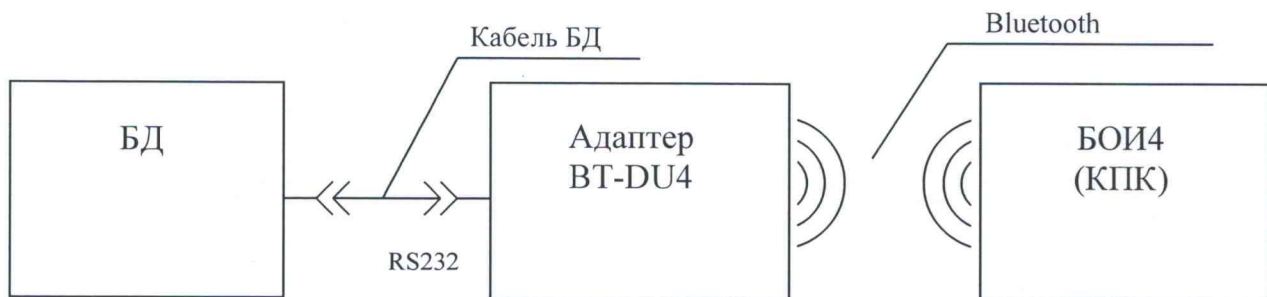 Кабель БД
Bluetooth
БД
Адаптер
BT-DU4
БОИ4
(КПК)
RS232